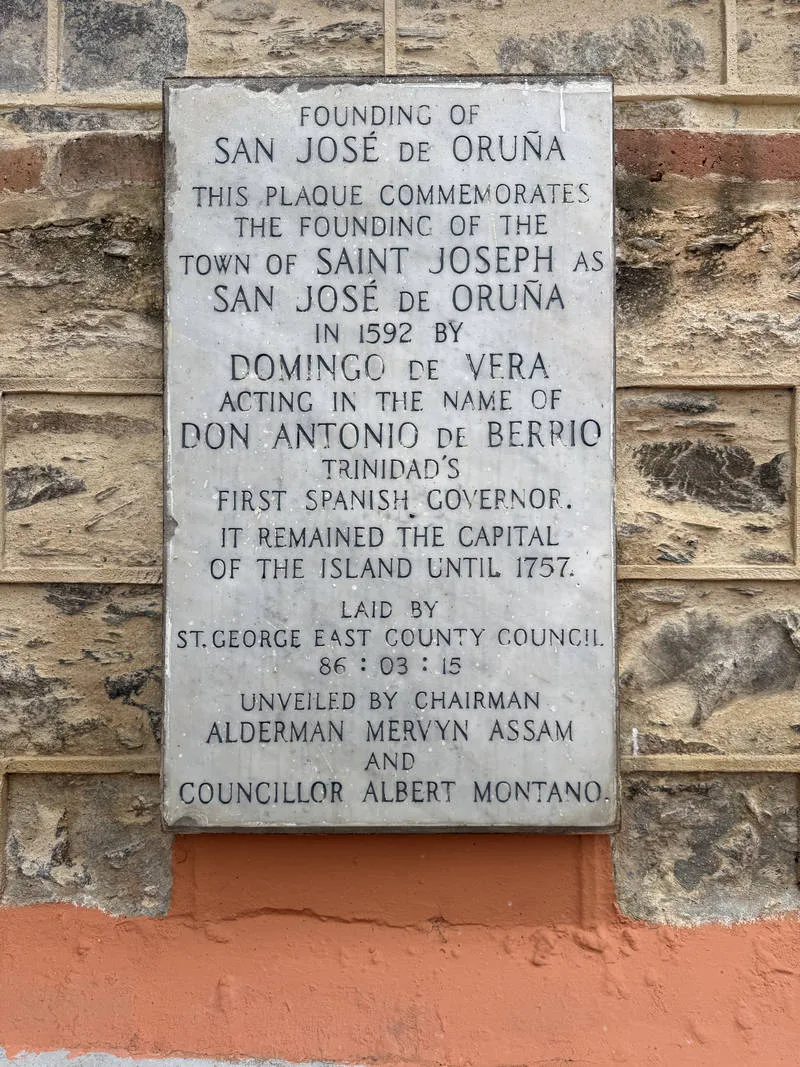 FOUNDING OF
SAN JOSÉ DE ORUÑA
THIS PLAQUE COMMEMORATES
THE FOUNDING OF THE
TOWN OF SAINT JOSEPH AS
SAN JOSÉ DE ORUÑA
IN 1592 BY
DOMINGO DE VERA
ACTING IN THE NAME OF
DON ANTONIO DE BERRIO
TRINIDAD'S
FIRST SPANISH GOVERNOR.
IT REMAINED THE CAPITAL
OF THE ISLAND UNTIL 1757.
LAID BY
ST. GEORGE EAST COUNTY COUNCIL
86 : 03 : 15
UNVEILED BY CHAIRMAN
ALDERMAN MERVYN ASSAM
AND
COUNCILLOR ALBERT MONTANO.